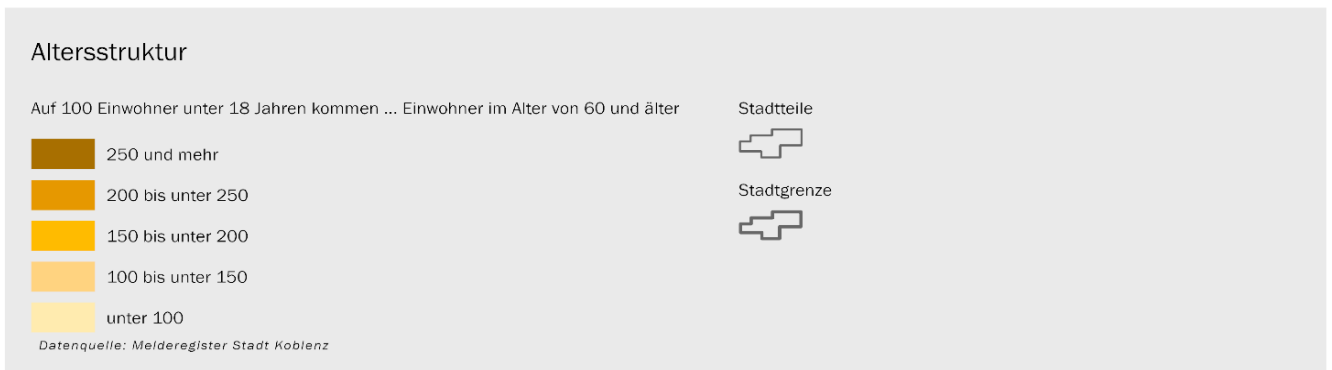 Altersstruktur
Auf 100 Einwohner unter 18 Jahren kommen ... Einwohner im Alter von 60 und älter
250 und mehr
200 bis unter 250
150 bis unter 200
100 bis unter 150
unter 100
Datenquelle: Melderegister Stadt Koblenz
Stadtteile
Stadtgrenze